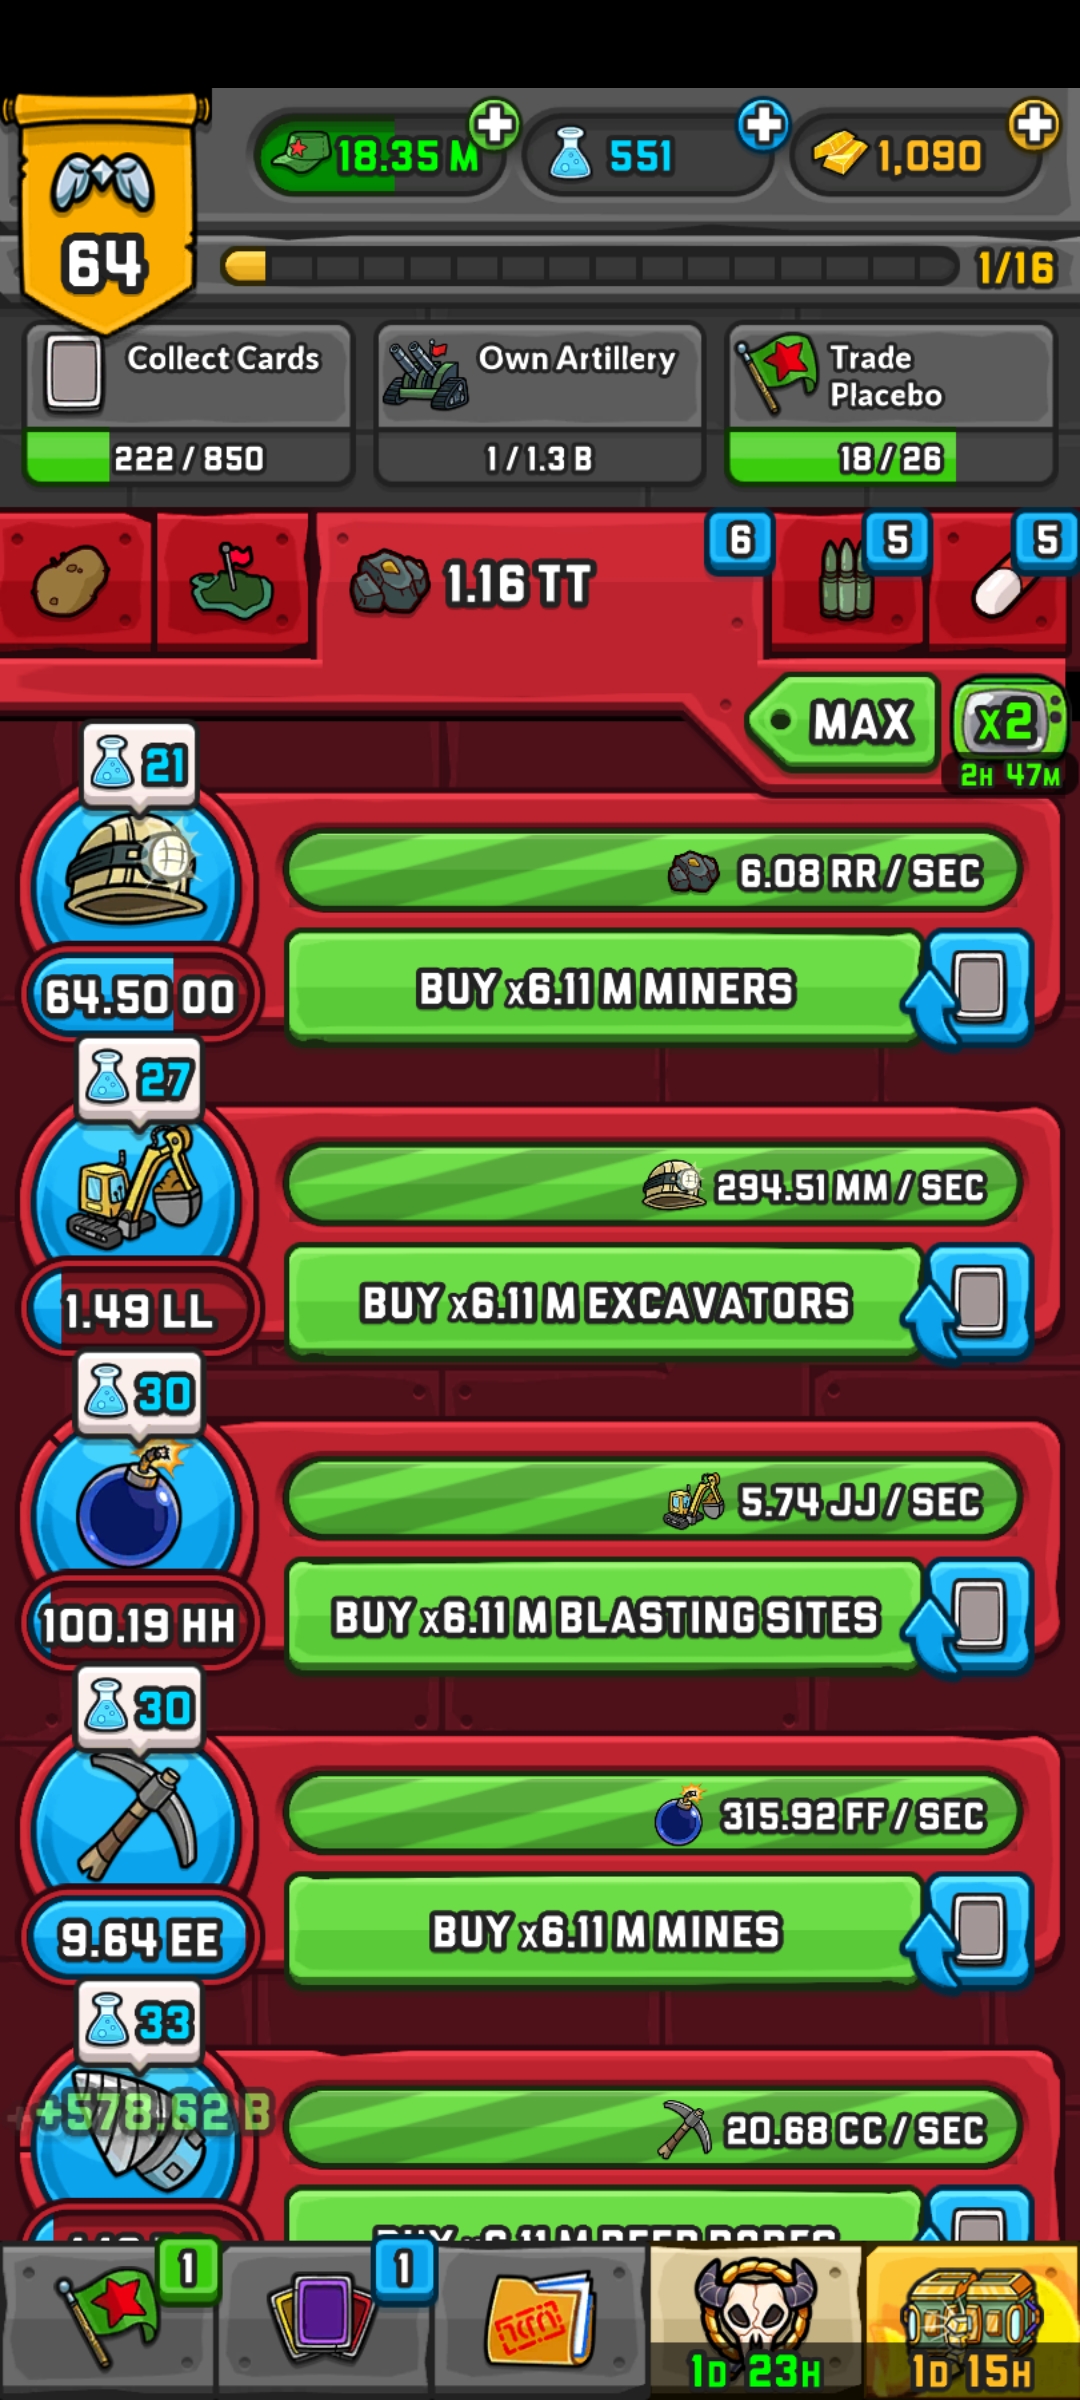 18.35 M
551
1,090
64
1/16
Collect Cards
222 / 850
Own Artillery
1 / 1.3 B
Trade
Placebo
18 / 26
1.16 TT
6
5
5
MAX
x2
2H 47M
21
6.08 RR / SEC
64.50 OO
BUY x6.11 M MINERS
27
294.51 MM / SEC
1.49 LL
BUY x6.11 M EXCAVATORS
30
5.74 JJ / SEC
100.19 HH
BUY x6.11 M BLASTING SITES
30
315.92 FF / SEC
9.64 EE
BUY x6.11 M MINES
33
+578.62 B
20.68 CC / SEC
1
1
1D 23H
1D 15H